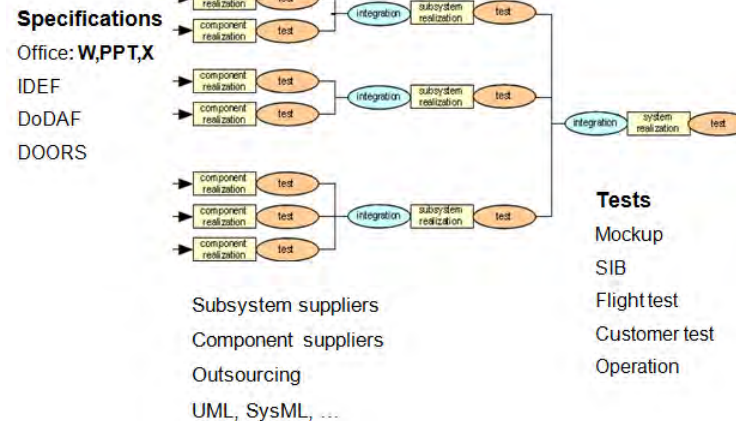 Specifications
Office: W,PPT,X
IDEF
DoDAF
DOORS
realization
component
realization
test
integration
subsystem
realization
test
component
realization
test
component
realization
test
integration
subsystem
realization
test
integration
system
realization
test
component
realization
test
component
realization
test
component
realization
test
integration
subsystem
realization
test
Subsystem suppliers
Component suppliers
Outsourcing
UML, SysML, ...
Tests
Mockup
SIB
Flight test
Customer test
Operation